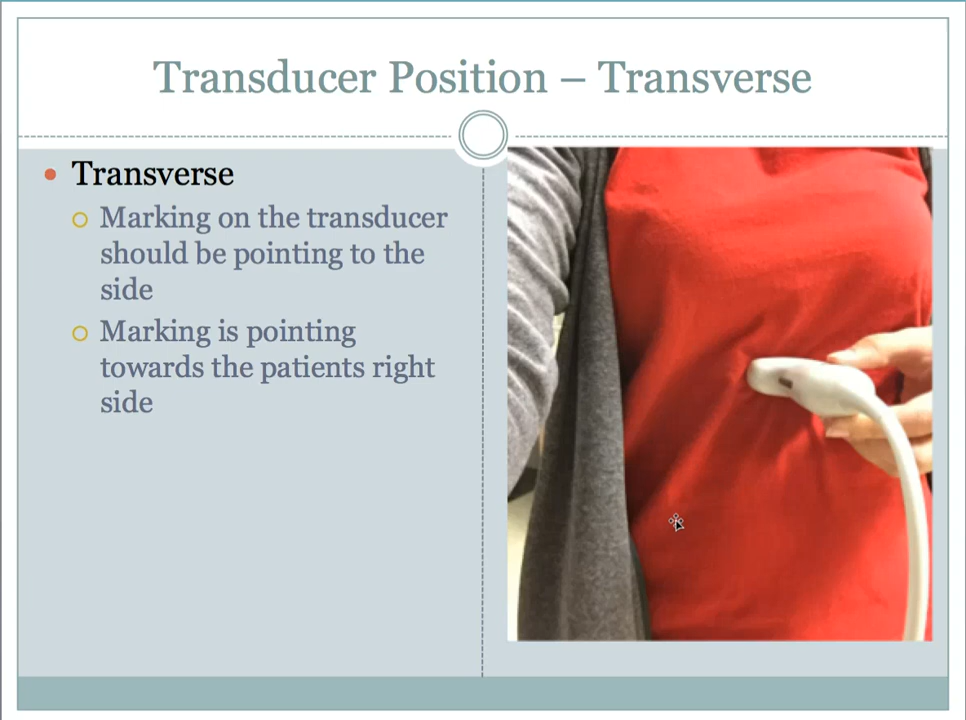 Transducer Position – Transverse
Transverse
Marking on the transducer
should be pointing to the
side
Marking is pointing
towards the patients right
side